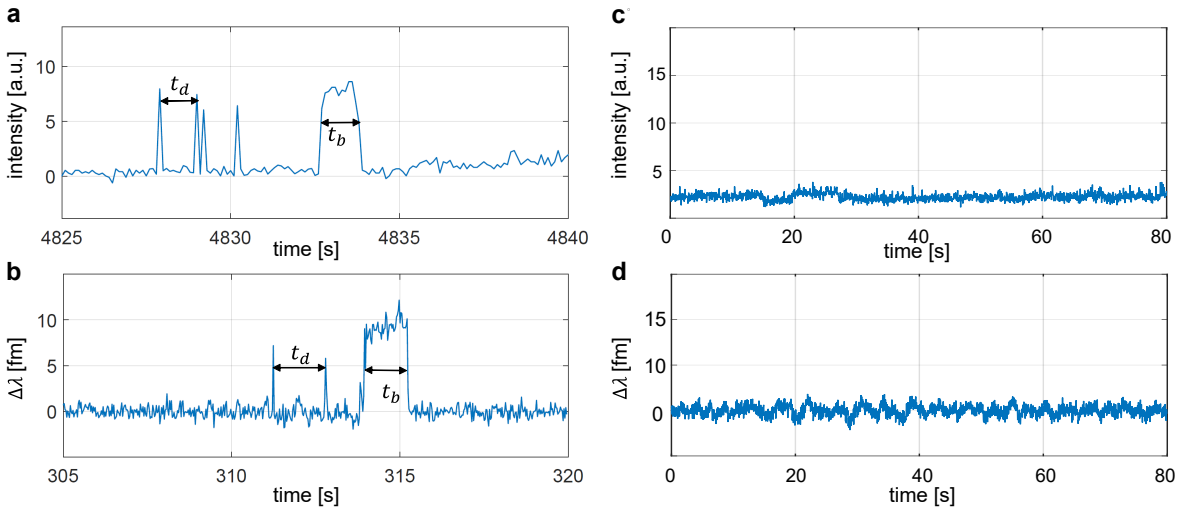 a
intensity [a.u.]
10
5
0
t_d
t_b
4825 4830 4835 4840
time [s]
c
intensity [a.u.]
15
10
5
0 20 40 60 80
time [s]
b
Δλ [fm]
10
5
0
t_d
t_b
305 310 315 320
time [s]
d
Δλ [fm]
15
10
0
0 20 40 60 80
time [s]